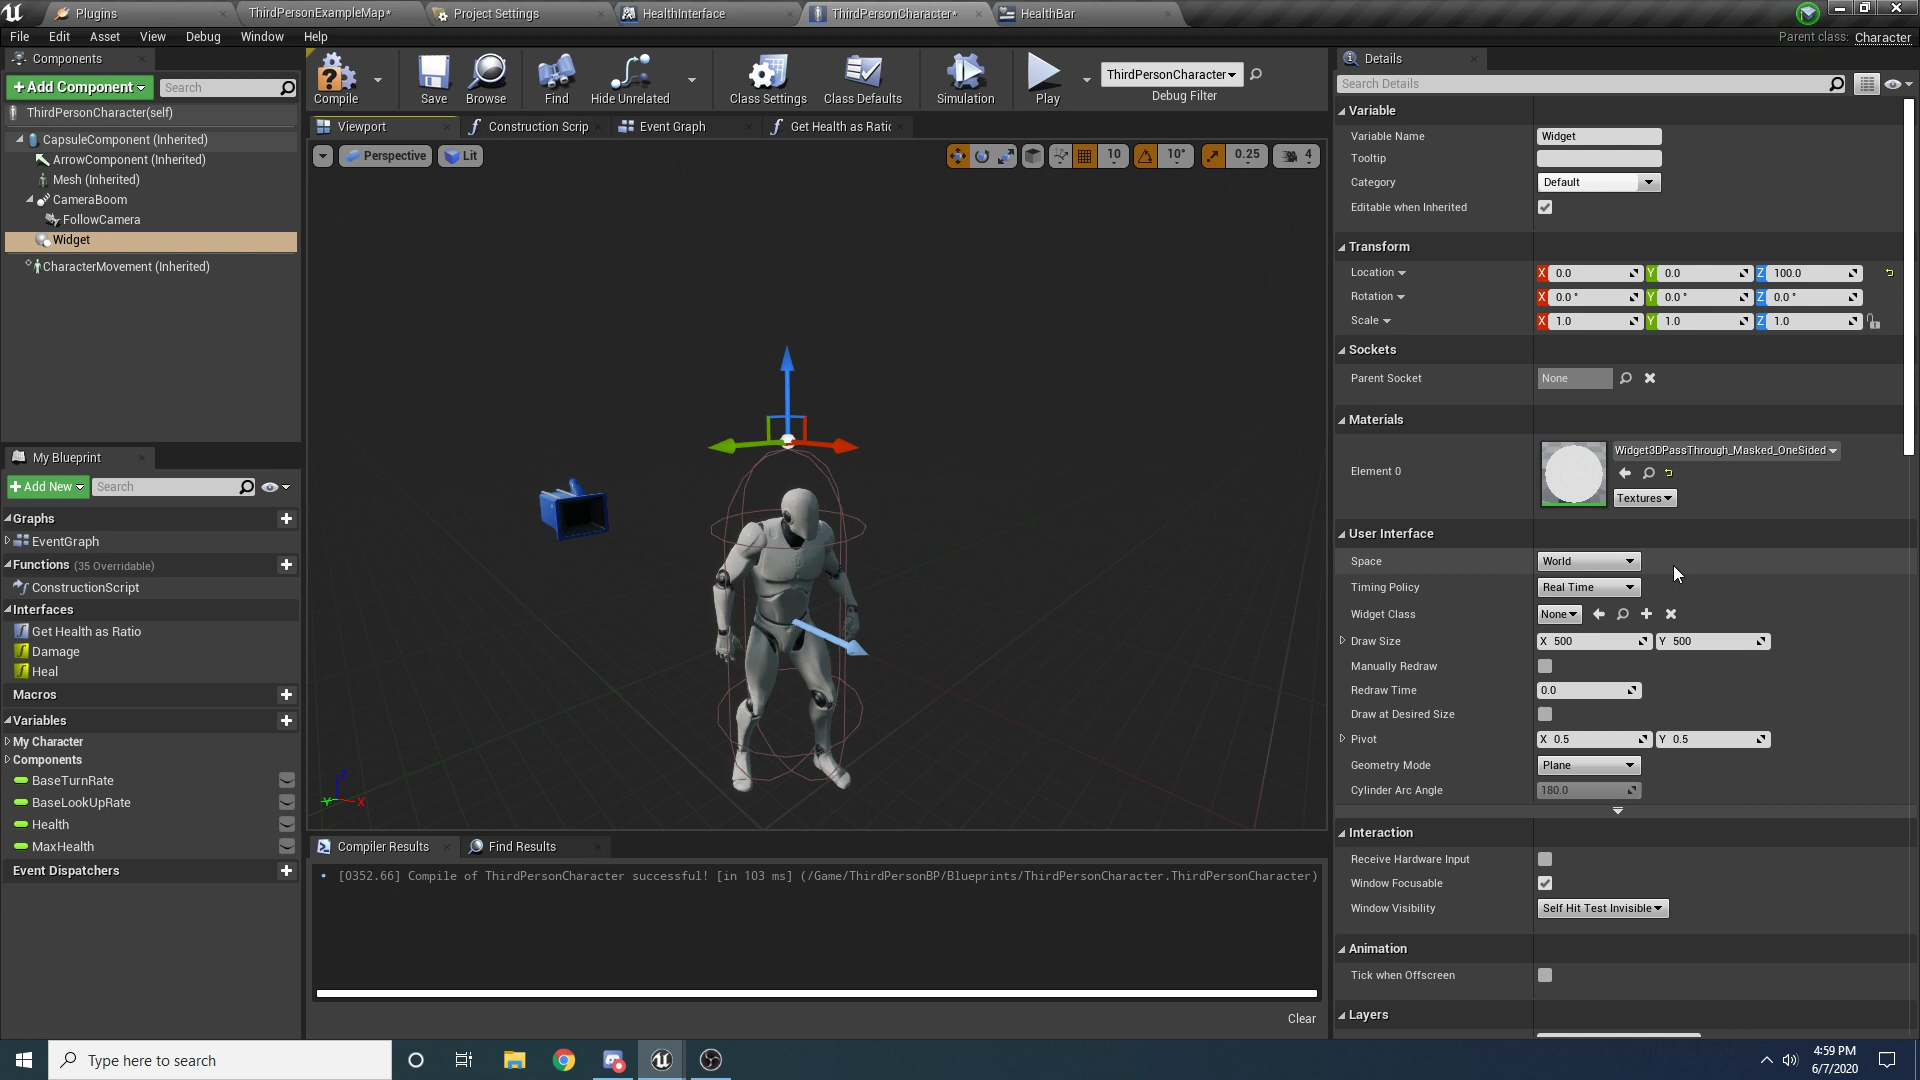 Plugins
ThirdPersonExampleMap*
Project Settings
HealthInterface
ThirdPersonCharacter*
HealthBar
File Edit Asset View Debug Window Help
Parent class: Character
Components
+Add Component
Search
ThirdPersonCharacter(self)
CapsuleComponent (Inherited)
ArrowComponent (Inherited)
Mesh (Inherited)
CameraBoom
FollowCamera
Widget
CharacterMovement (Inherited)
My Blueprint
+Add New
Search
Graphs
EventGraph
Functions (35 Overridable)
ConstructionScript
Interfaces
Get Health as Ratio
Damage
Heal
Macros
Variables
My Character
Components
BaseTurnRate
BaseLookUpRate
Health
MaxHealth
Event Dispatchers
Compile
Save
Browse
Find
Hide Unrelated
Class Settings
Class Defaults
Simulation
Play
ThirdPersonCharacter
Debug Filter
Viewport
Construction Scrip
Event Graph
Get Health as Ratio
Perspective
Lit
10
10°
0.25
4
Z
Y
X
Compiler Results
Find Results
[0352.66] Compile of ThirdPersonCharacter successful! [in 103 ms] (/Game/ThirdPersonBP/Blueprints/ThirdPersonCharacter.ThirdPersonCharacter)
Clear
Details
Search Details
Variable
Variable Name Widget
Tooltip
Category Default
Editable when Inherited
Transform
Location X 0.0 Y 0.0 Z 100.0
Rotation X 0.0 ° Y 0.0 ° Z 0.0 °
Scale X 1.0 Y 1.0 Z 1.0
Sockets
Parent Socket None
Materials
Element 0
Widget3DPassThrough_Masked_OneSided
Textures
User Interface
Space World
Timing Policy Real Time
Widget Class None
Draw Size X 500 Y 500
Manually Redraw
Redraw Time 0.0
Draw at Desired Size
Pivot X 0.5 Y 0.5
Geometry Mode Plane
Cylinder Arc Angle 180.0
Interaction
Receive Hardware Input
Window Focusable
Window Visibility Self Hit Test Invisible
Animation
Tick when Offscreen
Layers
Type here to search
4:59 PM
6/7/2020